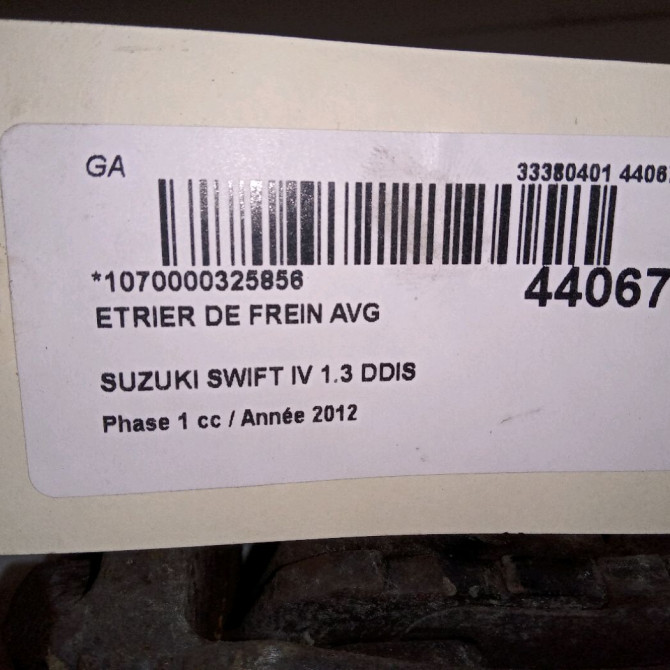 GA
33380401 44067
*1070000325856
44067
ETRIER DE FREIN AVG
SUZUKI SWIFT IV 1.3 DDIS
Phase 1 cc / Année 2012